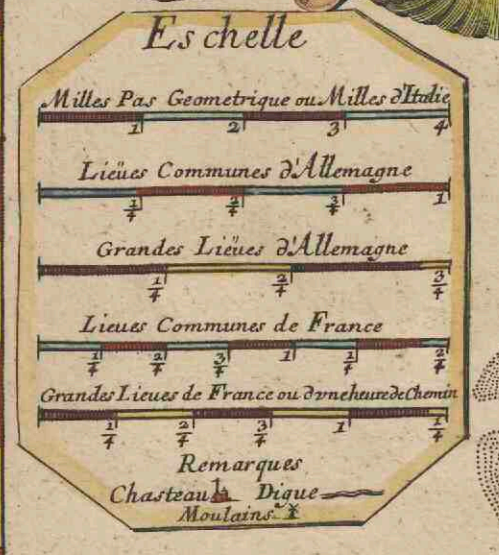 Eschelle
Milles Pas Geometrique ou Milles d'Italie
1 2 3 4
Lieües Communes d'Allemagne
1/4 2/4 3/4 1
Grandes Lieües d'Allemagne
1/4 2/4 3/4
Lieues Communes de France
1/4 2/4 3/4 1 1/4 2/4
Grandes Lieues de France ou d'vne heure de Chemin
1/4 2/4 3/4 1 1/4
Remarques
Chasteau Digue
Moulains